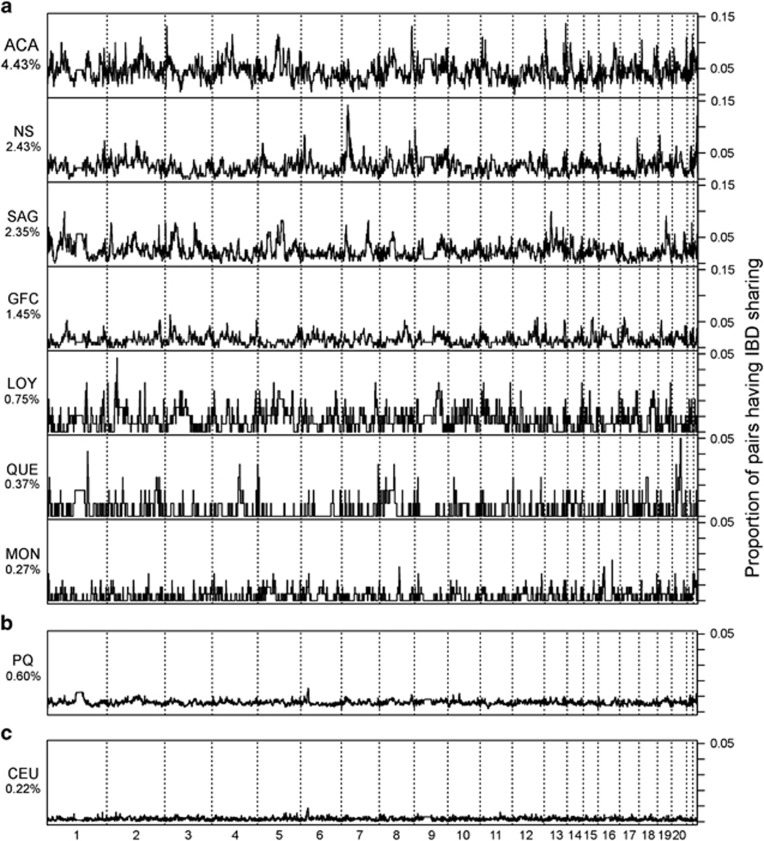 a
0.15
ACA
4.43%
0.05
0.15
NS
2.43%
0.05
0.15
SAG
2.35%
0.05
0.15
GFC
1.45%
0.05
0.05
LOY
0.75%
0.05
QUE
0.37%
0.05
MON
0.27%
Proportion of pairs having IBD sharing
b
0.05
PQ
0.60%
c
0.05
CEU
0.22%
1 2 3 4 5 6 7 8 9 10 11 12 13 14 15 16 17 18 19 20